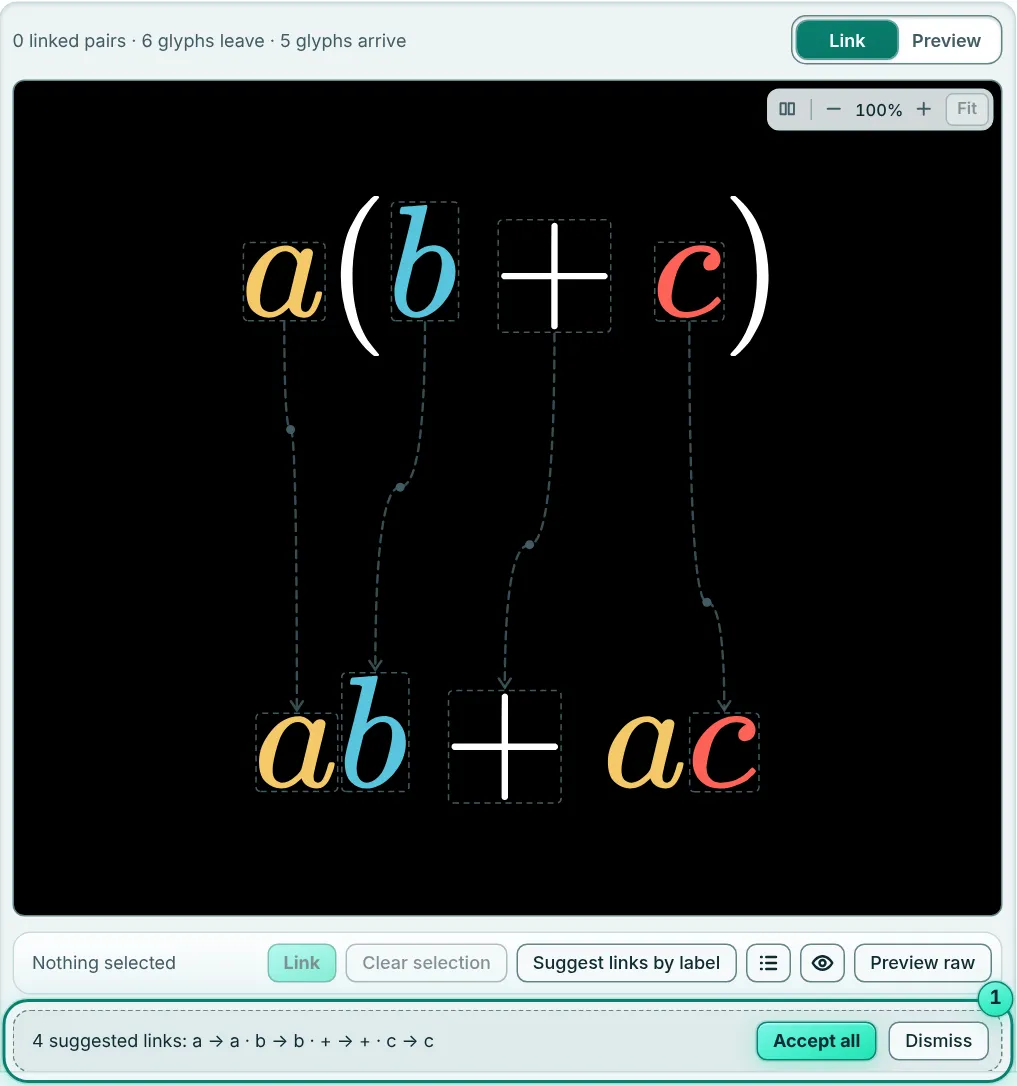 0 linked pairs · 6 glyphs leave · 5 glyphs arrive
Link Preview
100% Fit
a(b + c)
ab + ac
Nothing selected Link Clear selection Suggest links by label Preview raw
1
4 suggested links: a → a · b → b · + → + · c → c Accept all Dismiss